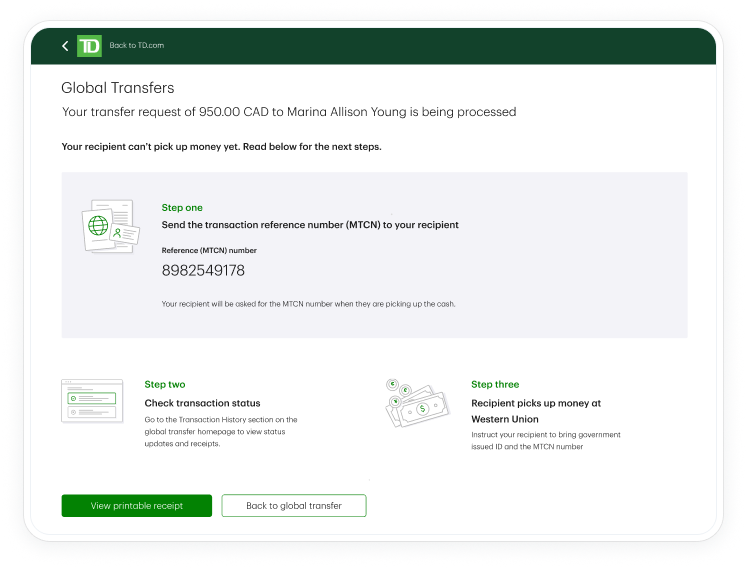 TD
Back to TD.com
Global Transfers
Your transfer request of 950.00 CAD to Marina Allison Young is being processed
Your recipient can't pick up money yet. Read below for the next steps.
Step one
Send the transaction reference number (MTCN) to your recipient
Reference (MTCN) number
8982549178
Your recipient will be asked for the MTCN number when they are picking up the cash.
Step two
Check transaction status
Go to the Transaction History section on the
global transfer homepage to view status
updates and receipts.
$
Step three
Recipient picks up money at
Western Union
Instruct your recipient to bring government
issued ID and the MTCN number
View printable receipt
Back to global transfer